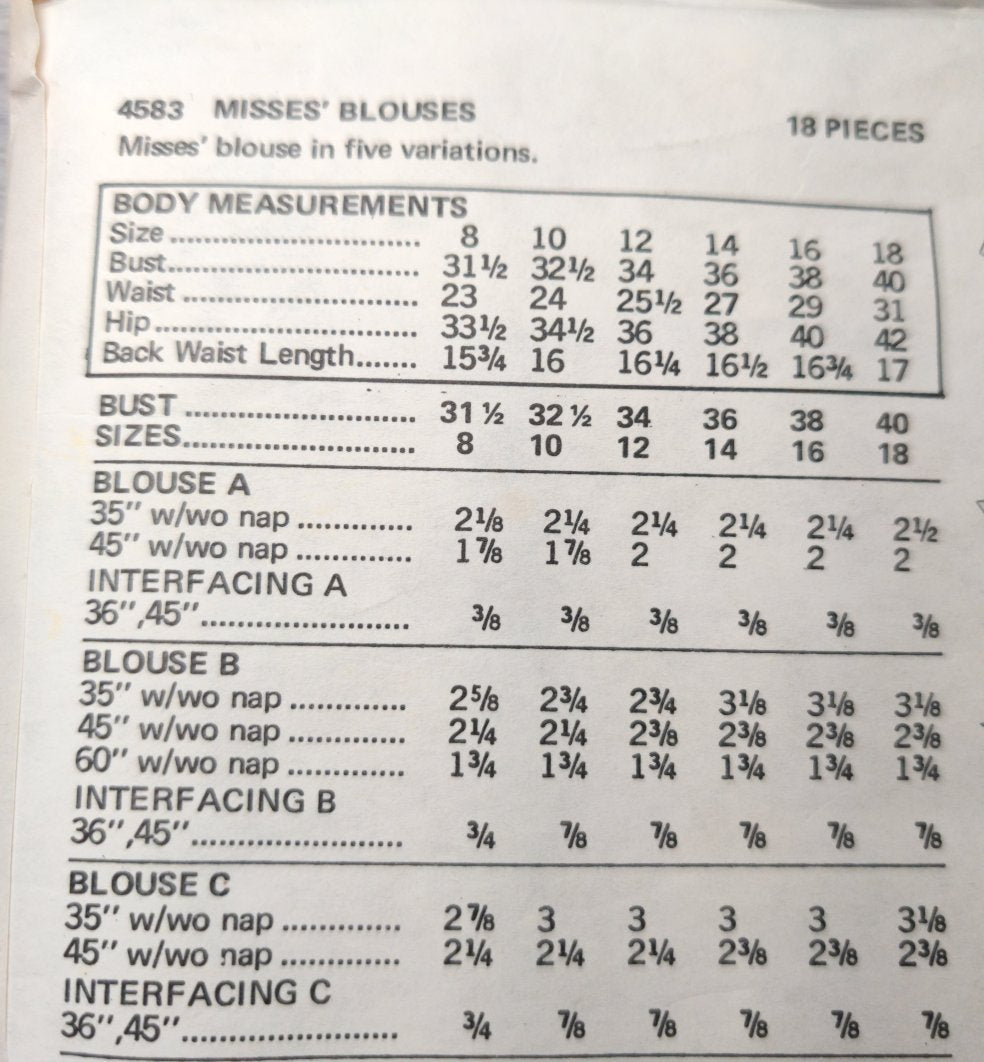 4583 MISSES' BLOUSES 18 PIECES
Misses' blouse in five variations.
BODY MEASUREMENTS
Size .............................. 8 10 12 14 16 18
Bust.............................. 31½ 32½ 34 36 38 40
Waist ............................ 23 24 25½ 27 29 31
Hip................................ 33½ 34½ 36 38 40 42
Back Waist Length....... 15¾ 16 16¼ 16½ 16¾ 17
BUST ........................... 31 ½ 32 ½ 34 36 38 40
SIZES........................... 8 10 12 14 16 18
BLOUSE A
35" w/wo nap ............. 2⅛ 2¼ 2¼ 2¼ 2¼ 2½
45" w/wo nap ............. 1⅞ 1⅞ 2 2 2 2
INTERFACING A
36",45"........................ ⅜ ⅜ ⅜ ⅜ ⅜ ⅜
BLOUSE B
35" w/wo nap ............. 2⅝ 2¾ 2¾ 3⅛ 3⅛ 3⅛
45" w/wo nap ............. 2¼ 2¼ 2⅜ 2⅜ 2⅜ 2⅜
60" w/wo nap ............. 1¾ 1¾ 1¾ 1¾ 1¾ 1¾
INTERFACING B
36",45"........................ ¾ ⅞ ⅞ ⅞ ⅞ ⅞
BLOUSE C
35" w/wo nap ............. 2⅞ 3 3 3 3 3⅛
45" w/wo nap ............. 2¼ 2¼ 2¼ 2⅜ 2⅜ 2⅜
INTERFACING C
36",45"........................ ¾ ⅞ ⅞ ⅞ ⅞ ⅞